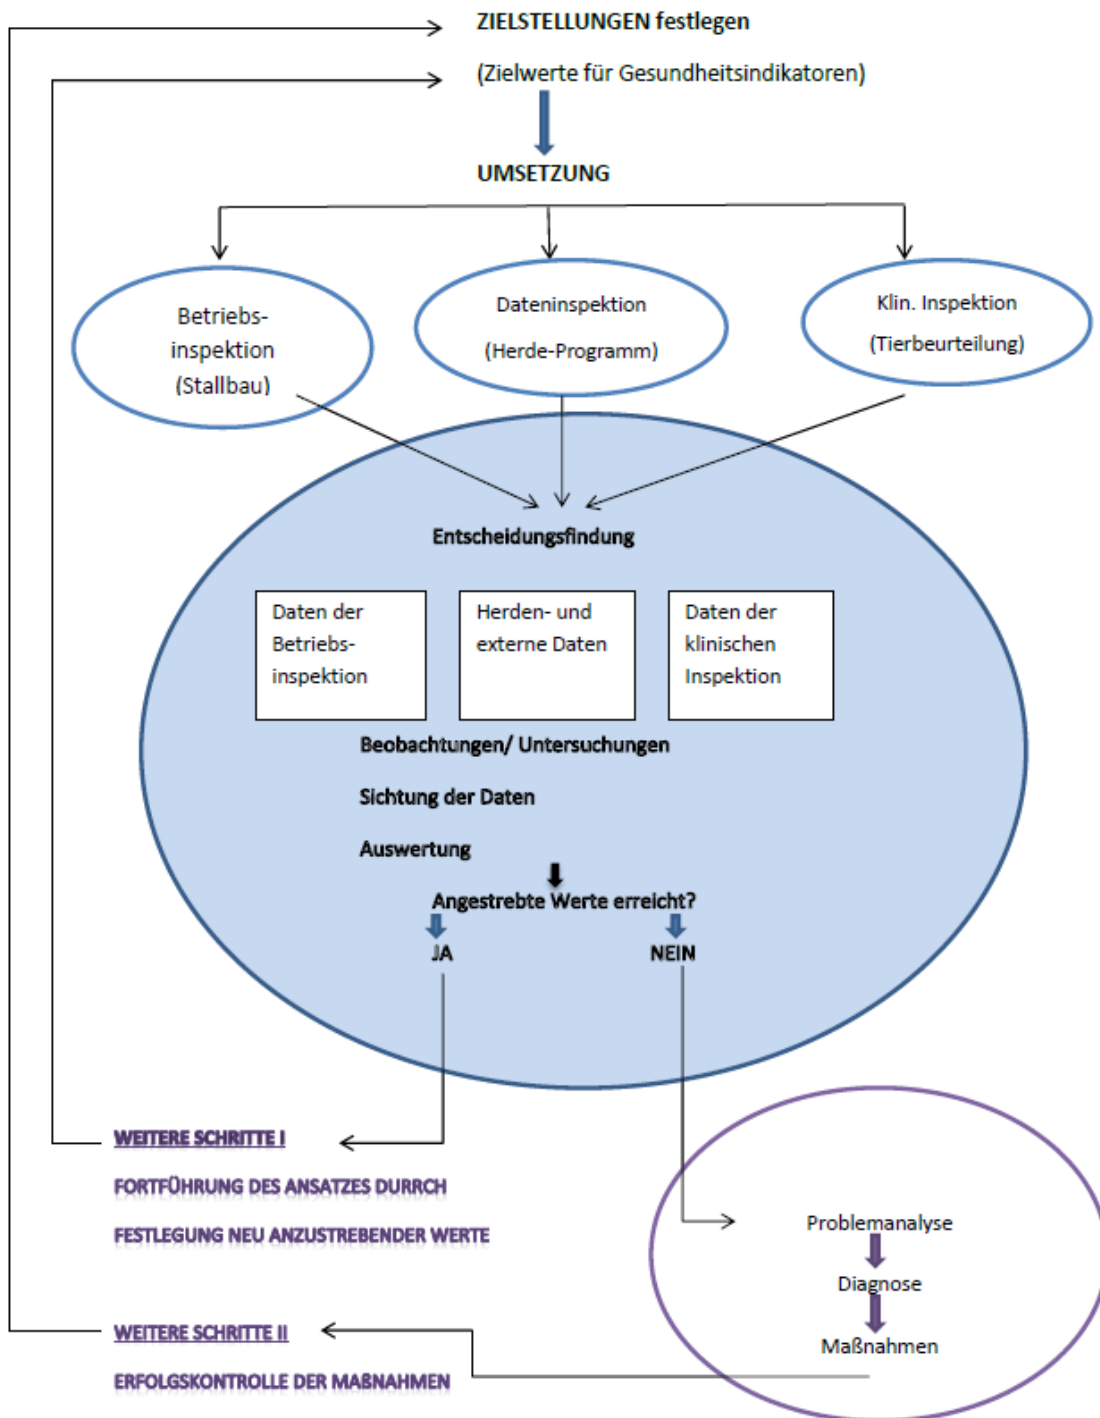 ZIELSTELLUNGEN festlegen
(Zielwerte für Gesundheitsindikatoren)
UMSETZUNG
Betriebs-
inspektion
(Stallbau)
Dateninspektion
(Herde-Programm)
Klin. Inspektion
(Tierbeurteilung)
Entscheidungsfindung
Daten der
Betriebs-
inspektion
Herden- und
externe Daten
Daten der
klinischen
Inspektion
Beobachtungen/ Untersuchungen
Sichtung der Daten
Auswertung
Angestrebte Werte erreicht?
JA
NEIN
WEITERE SCHRITTE I
FORTFÜHRUNG DES ANSATZES DURRCH
FESTLEGUNG NEU ANZUSTREBENDER WERTE
Problemanalyse
Diagnose
Maßnahmen
WEITERE SCHRITTE II
ERFOLGSKONTROLLE DER MAßNAHMEN